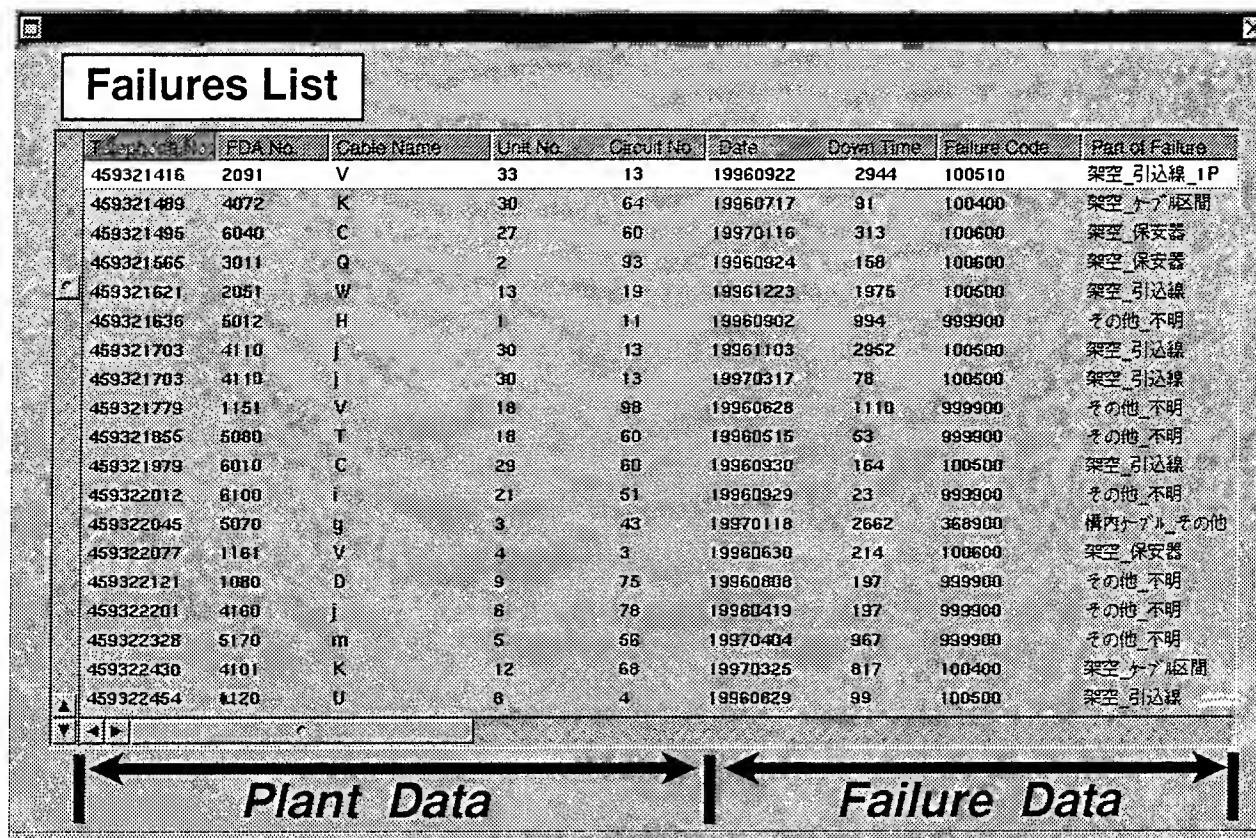 Failures List
Telephone No. FDA No. Cable Name Unit No. Circuit No. Date Down Time Failure Code Part of Failure
459321416 2091 V 33 13 19960922 2944 100510 架空_引込線_1P
459321489 4072 K 30 64 19960717 91 100400 架空_ケーブル区間
459321495 6040 C 27 60 19970116 313 100600 架空_保安器
459321565 3011 Q 2 93 19960924 158 100600 架空_保安器
459321621 2051 W 13 19 19961223 1975 100500 架空_引込線
459321636 5012 H 1 11 19960902 994 999900 その他_不明
459321703 4110 j 30 13 19961103 2952 100500 架空_引込線
459321703 4110 j 30 13 19970317 78 100500 架空_引込線
459321779 1151 V 18 98 19960628 1110 999900 その他_不明
459321855 5080 T 18 60 19960515 53 999900 その他_不明
459321979 6010 C 29 60 19960930 164 100500 架空_引込線
459322012 6100 i 21 51 19960929 23 999900 その他_不明
459322045 5070 g 3 43 19970118 2662 368900 構内ケーブル_その他
459322077 1161 V 4 3 19960630 214 100600 架空_保安器
459322121 1080 D 9 75 19960808 197 999900 その他_不明
459322201 4160 j 6 78 19960419 137 999900 その他_不明
459322328 5170 m 5 56 19970404 967 999900 その他_不明
459322430 4101 K 12 68 19970325 817 100400 架空_ケーブル区間
459322454 U 8 4 19960629 99 100500 架空_引込線
Plant Data Failure Data